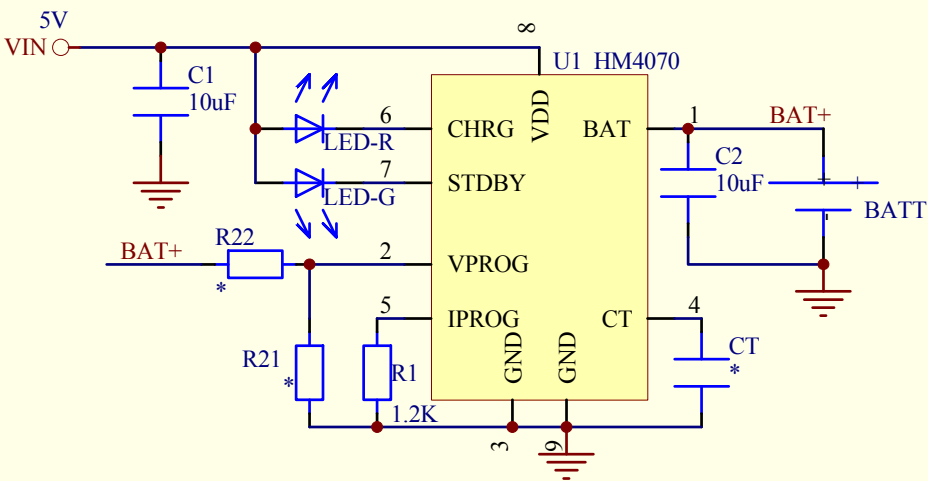 5V
VIN
8
U1 HM4070
C1
10uF
6
LED-R
CHRG
VDD
BAT
1
BAT+
7
LED-G
STDBY
C2
10uF
+
+
BATT
-
BAT+
R22
*
2
VPROG
5
IPROG
CT
4
R21
*
R1
1.2K
GND
GND
CT
*
3
9